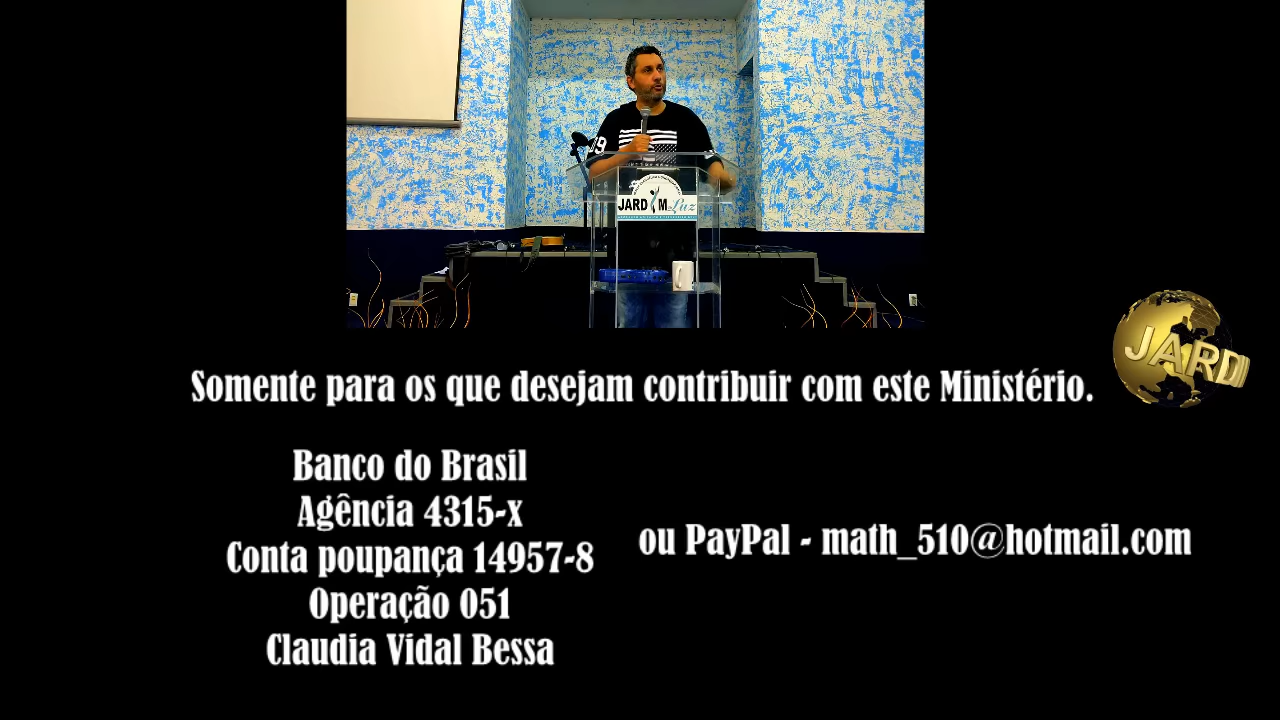 9
JARDIM Luz
JARDI
Somente para os que desejam contribuir com este Ministério.
Banco do Brasil
Agência 4315-x
Conta poupança 14957-8
Operação 051
Claudia Vidal Bessa
ou PayPal - math_510@hotmail.com